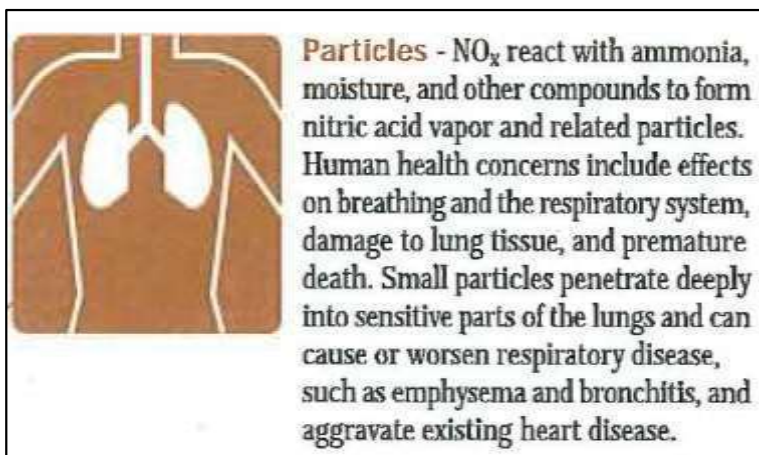 Particles - NOₓ react with ammonia,
moisture, and other compounds to form
nitric acid vapor and related particles.
Human health concerns include effects
on breathing and the respiratory system,
damage to lung tissue, and premature
death. Small particles penetrate deeply
into sensitive parts of the lungs and can
cause or worsen respiratory disease,
such as emphysema and bronchitis, and
aggravate existing heart disease.